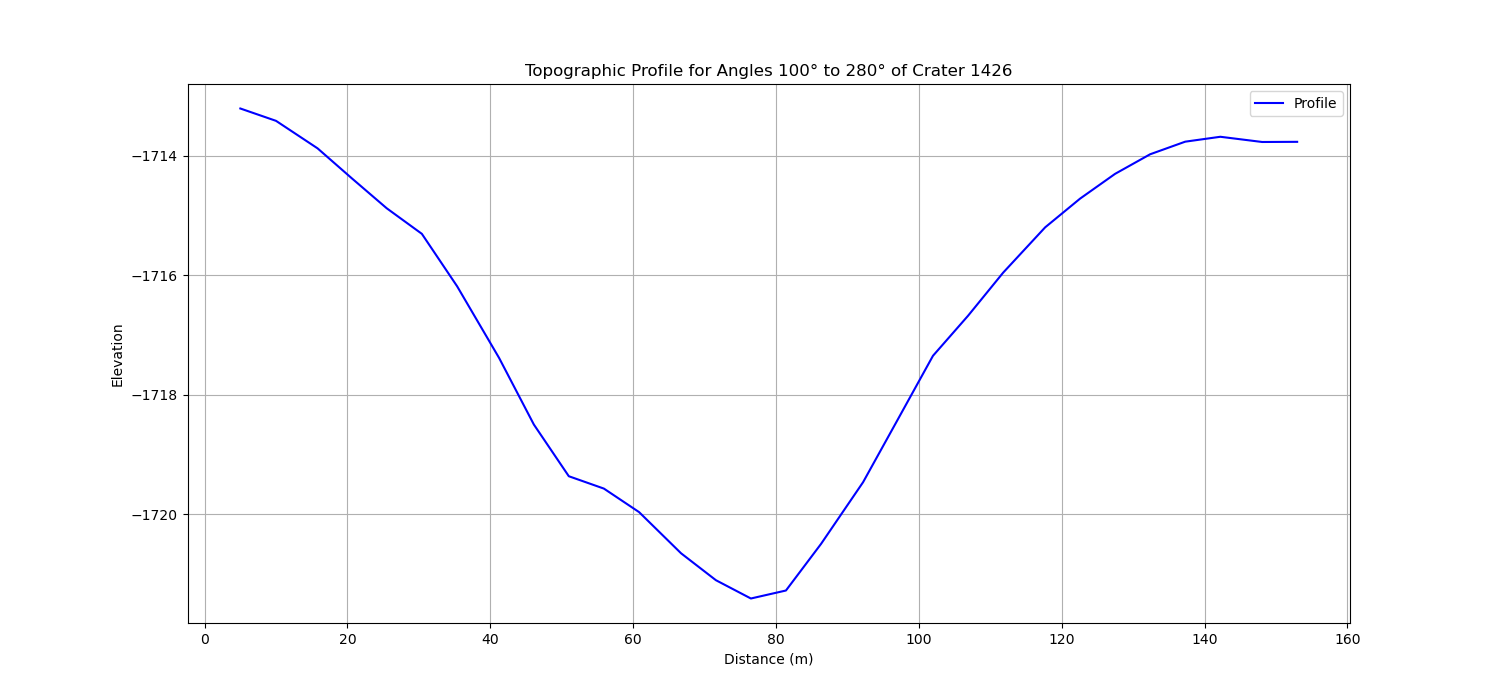 Topographic Profile for Angles 100° to 280° of Crater 1426
Profile
−1714
−1716
−1718
−1720
Elevation
0 20 40 60 80 100 120 140 160
Distance (m)